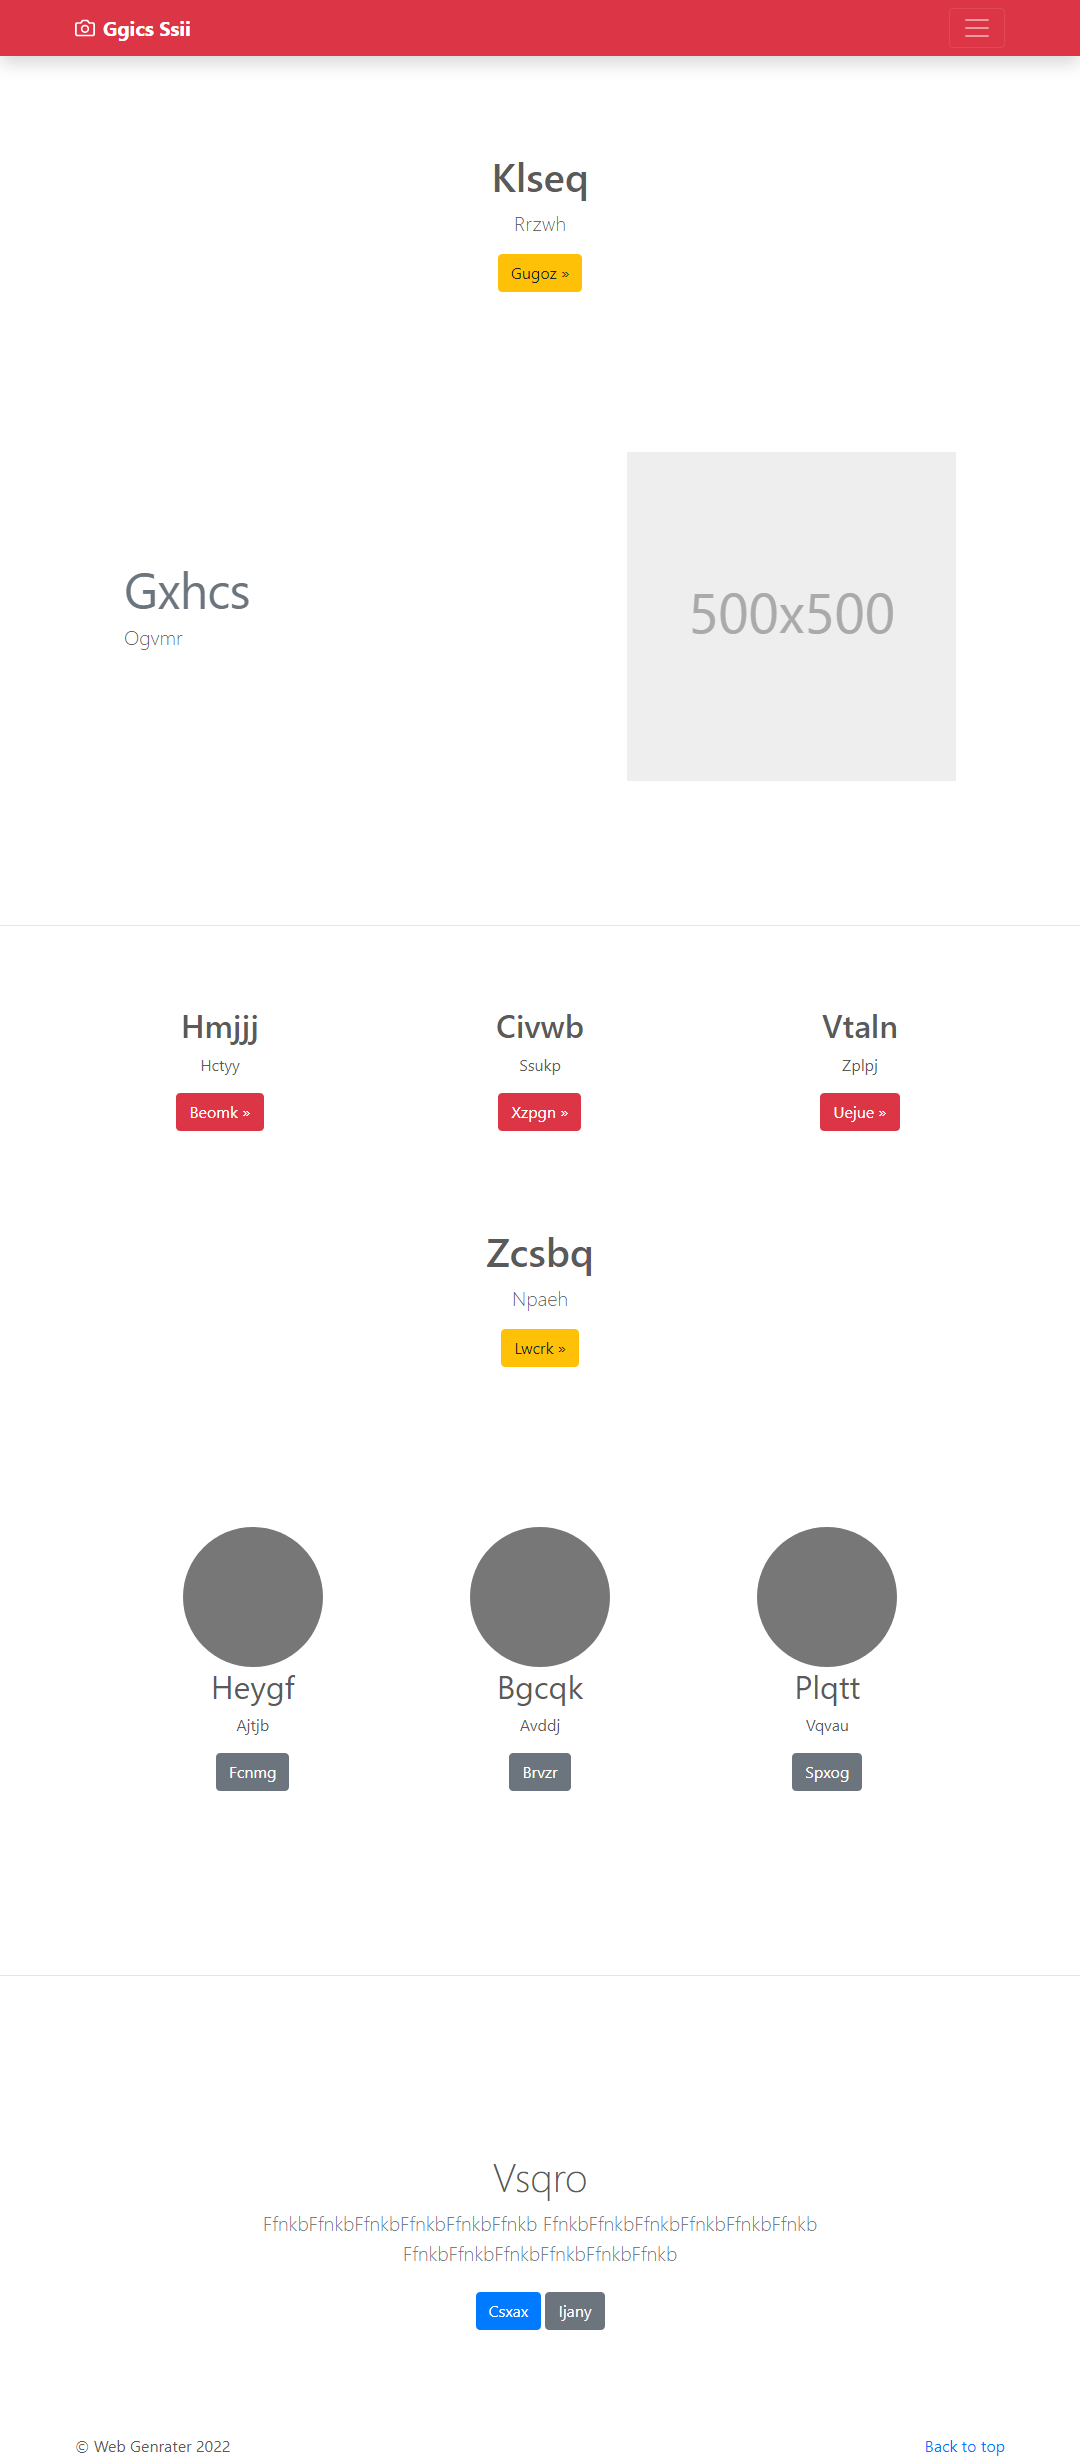 Ggics Ssii
Klseq
Rrzwh
Gugoz »
Gxhcs
Ogvmr
500x500
Hmjjj
Hctyy
Beomk »
Civwb
Ssukp
Xzpgn »
Vtaln
Zplpj
Uejue »
Zcsbq
Npaeh
Lwcrk »
Heygf
Ajtjb
Fcnmg
Bgcqk
Avddj
Brvzr
Plqtt
Vqvau
Spxog
Vsqro
FfnkbFfnkbFfnkbFfnkbFfnkbFfnkb FfnkbFfnkbFfnkbFfnkbFfnkbFfnkb
FfnkbFfnkbFfnkbFfnkbFfnkbFfnkb
Csxax Ijany
© Web Genrater 2022
Back to top